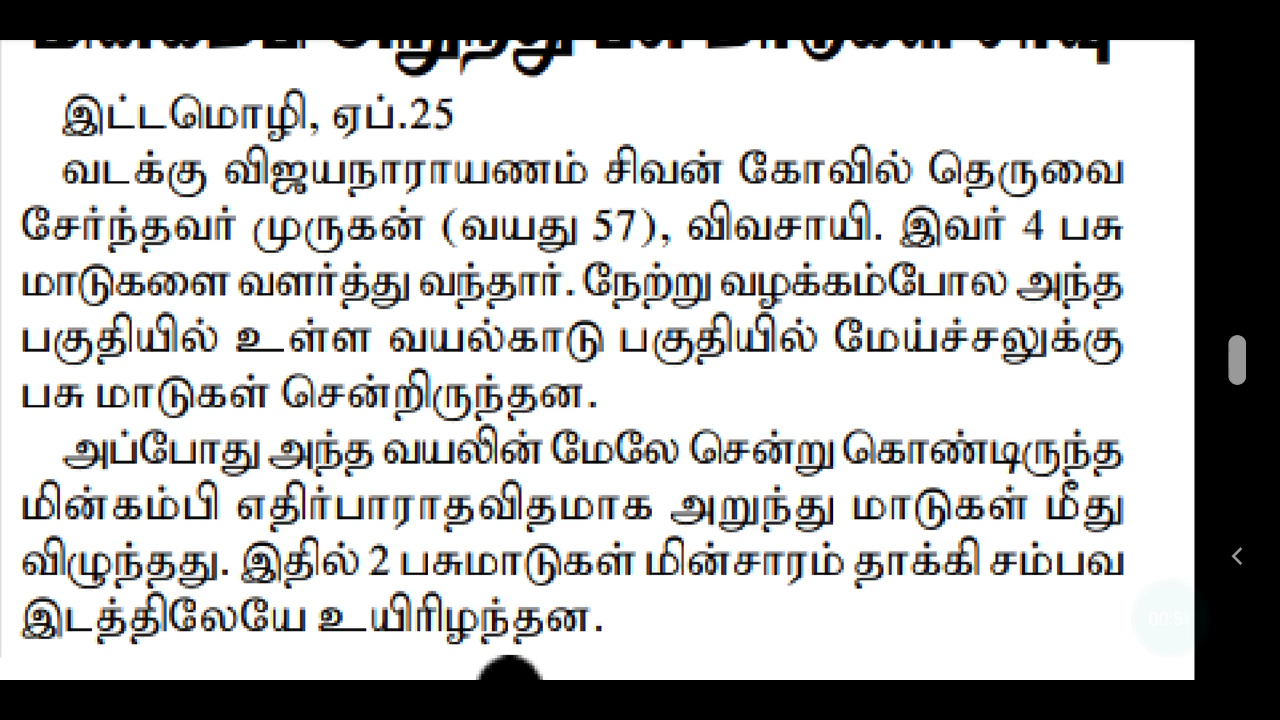 இட்டமொழி, ஏப்.25
வடக்கு விஜயநாராயணம் சிவன் கோவில் தெருவை
சேர்ந்தவர் முருகன் (வயது 57), விவசாயி. இவர் 4 பசு
மாடுகளை வளர்த்து வந்தார். நேற்று வழக்கம்போல அந்த
பகுதியில் உள்ள வயல்காடு பகுதியில் மேய்ச்சலுக்கு
பசு மாடுகள் சென்றிருந்தன.
அப்போது அந்த வயலின் மேலே சென்று கொண்டிருந்த
மின்கம்பி எதிர்பாராதவிதமாக அறுந்து மாடுகள் மீது
விழுந்தது. இதில் 2 பசுமாடுகள் மின்சாரம் தாக்கி சம்பவ
இடத்திலேயே உயிரிழந்தன.